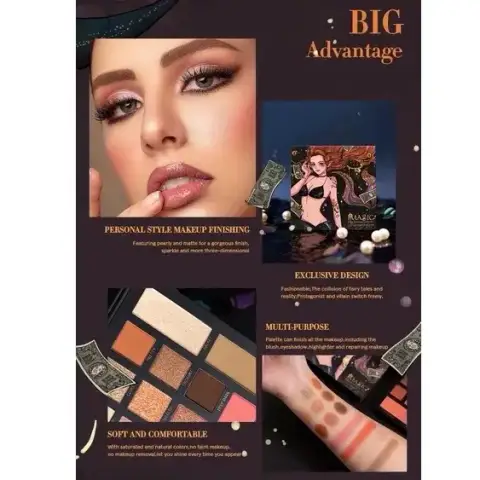 BIG
Advantage
PERSONAL STYLE MAKEUP FINISHING
Featuring pearly and matte for a gorgeous finish,
sparkle and more three-dimensional
EXCLUSIVE DESIGN
Fashionable,The collision of fairy tales and
reality,Protagonist and villain switch freely.
MULTI-PURPOSE
Palette can finish all the makeup,including the
blush,eyeshadow,highlighter and repairing makeup
SOFT AND COMFORTABLE
With saturated and natural colors,no faint makeup,
no makeup removal,let you shine every time you appear